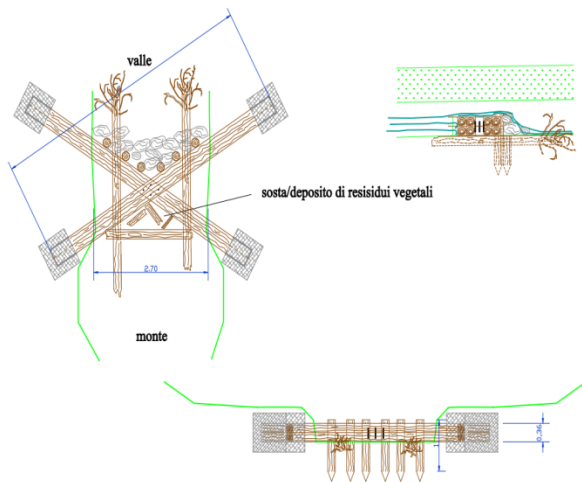 valle
sosta/deposito di resisidui vegetali
2.70
monte
0,36